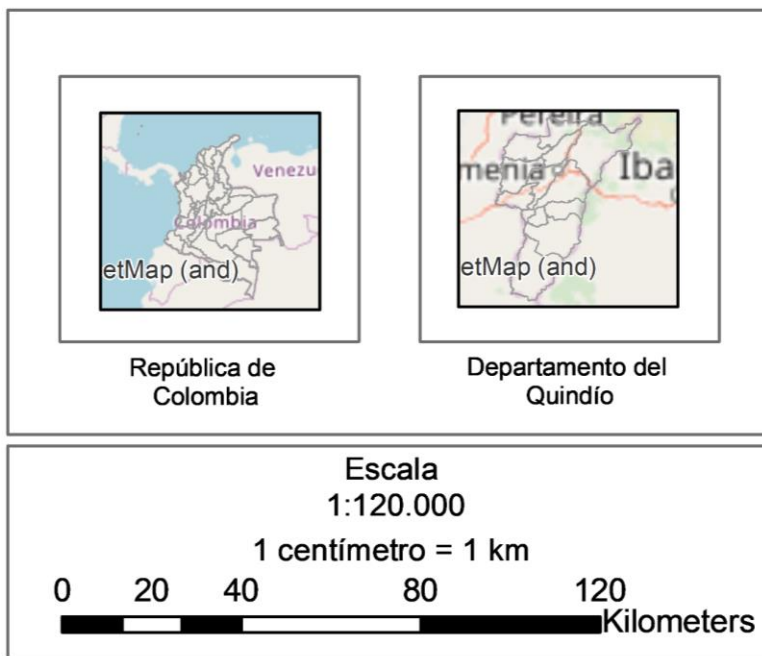 Pereira
Venezu
menia
Iba
Colombia
etMap (and)
etMap (and)
República de
Colombia
Departamento del
Quindío
Escala
1:120.000
1 centímetro = 1 km
0 20 40 80 120
Kilometers